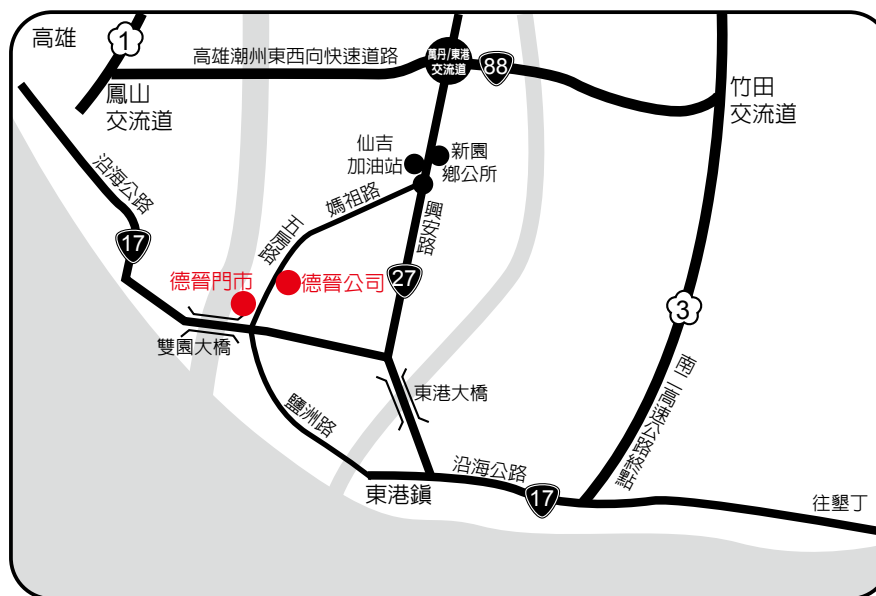 高雄
1
高雄潮州東西向快速道路
萬丹/東港
交流道
88
鳳山
交流道
竹田
交流道
仙吉
加油站
新園
鄉公所
沿海公路
17
媽祖路
五房路
興安路
27
德晉門市
德晉公司
3
雙園大橋
東港大橋
南二高速公路
鹽洲路
沿海公路
17
東港鎮
往墾丁